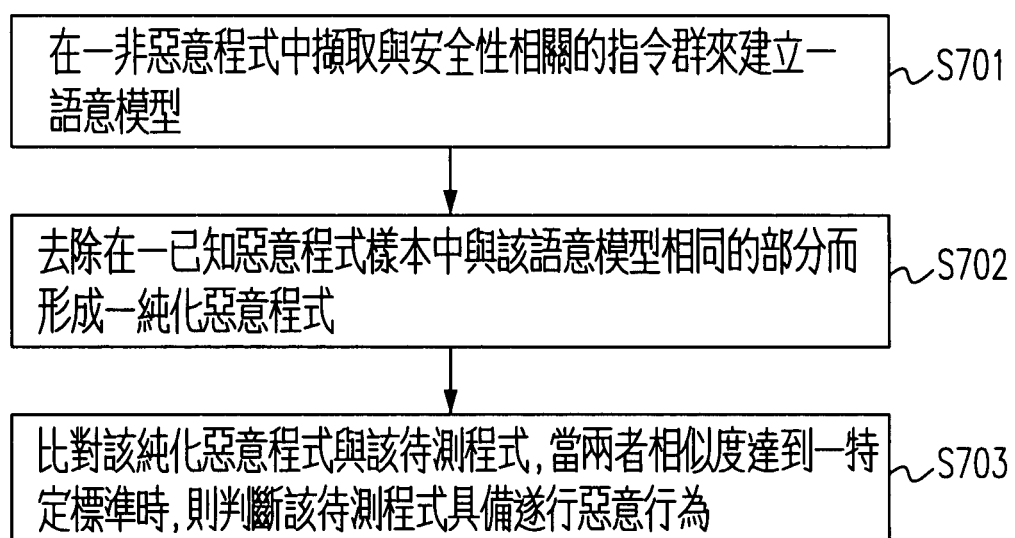 在一非惡意程式中擷取與安全性相關的指令群來建立一
語意模型
S701
去除在一已知惡意程式樣本中與該語意模型相同的部分而
形成一純化惡意程式
S702
比對該純化惡意程式與該待測程式,當兩者相似度達到一特
定標準時,則判斷該待測程式具備遂行惡意行為
S703